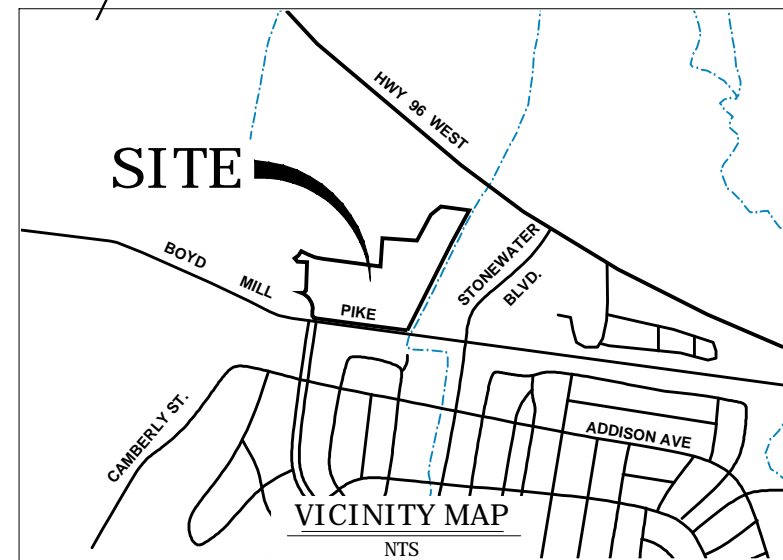 HWY 96 WEST
SITE
STONEWATER
BLVD.
BOYD
MILL
PIKE
CAMBERLY ST.
ADDISON AVE
VICINITY MAP
NTS